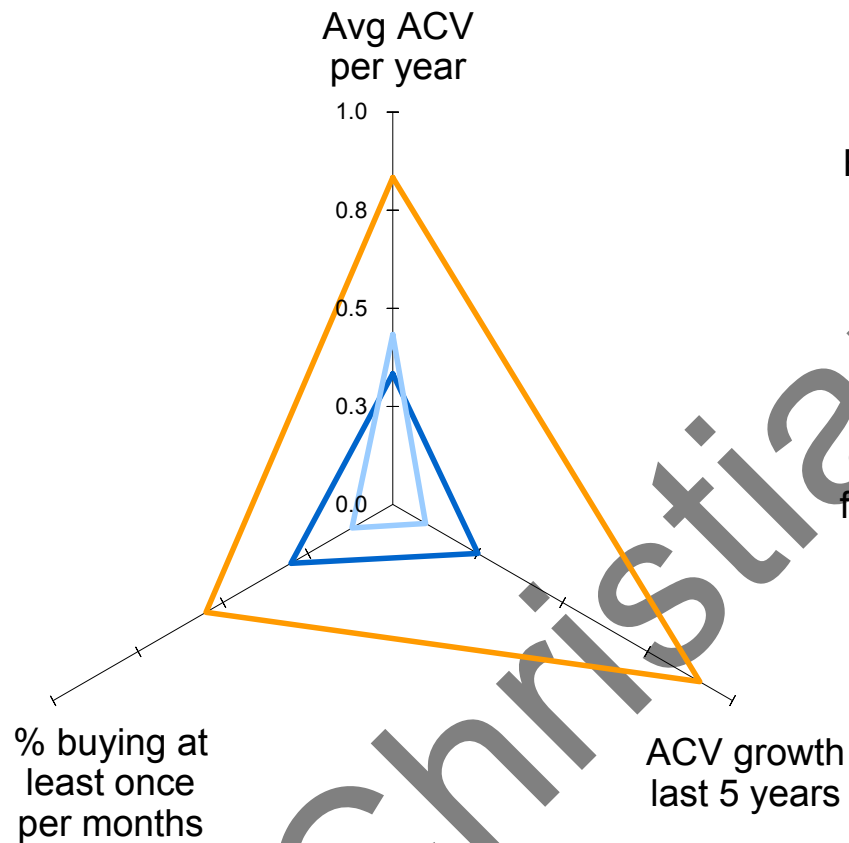 Avg ACV
per year
1.0
0.8
0.5
0.3
0.0
% buying at
least once
per months
ACV growth
last 5 years
f
Christia